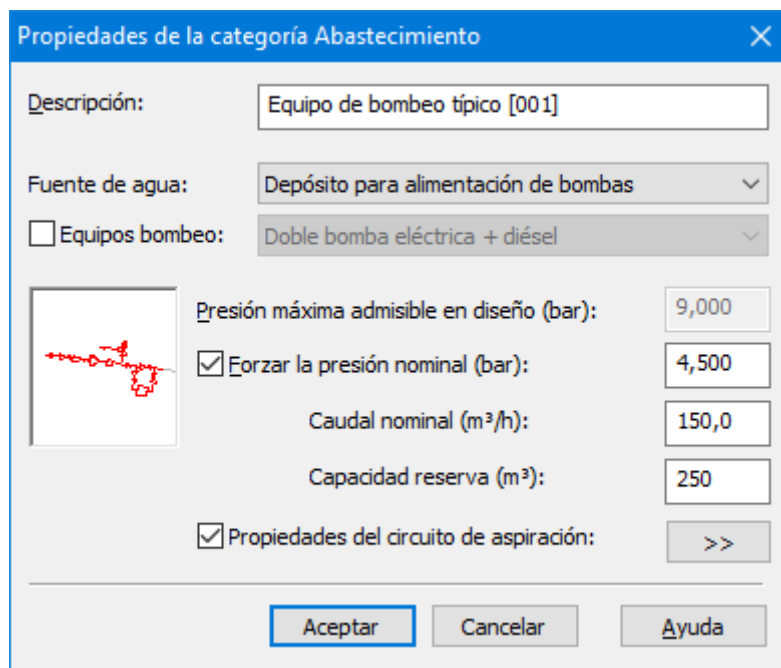 Propiedades de la categoría Abastecimiento
Descripción: Equipo de bombeo típico [001]
Fuente de agua: Depósito para alimentación de bombas
Equipos bombeo: Doble bomba eléctrica + diésel
Presión máxima admisible en diseño (bar): 9,000
Forzar la presión nominal (bar): 4,500
Caudal nominal (m³/h): 150,0
Capacidad reserva (m³): 250
Propiedades del circuito de aspiración: >>
Aceptar Cancelar Ayuda